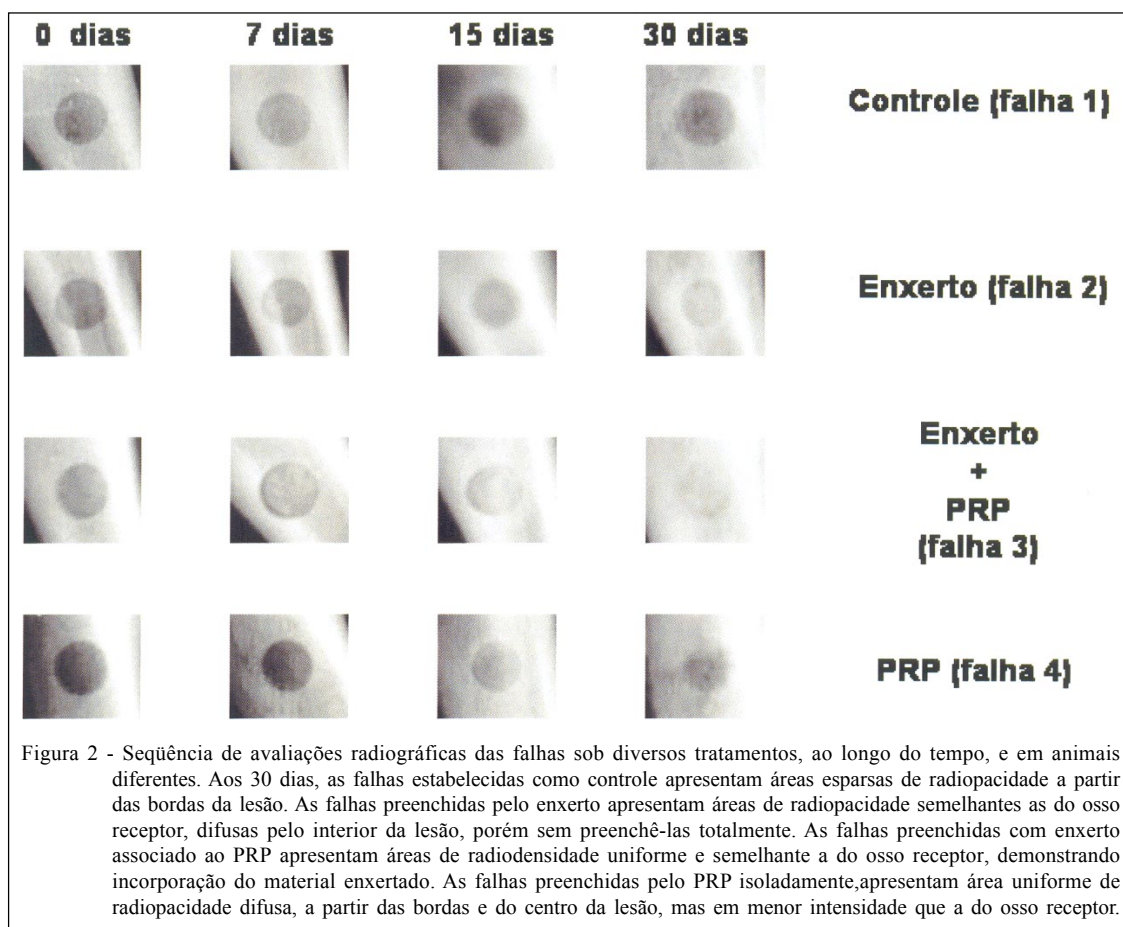 0 dias 7 dias 15 dias 30 dias
Controle (falha 1)
Enxerto (falha 2)
Enxerto
+
PRP
(falha 3)
PRP (falha 4)
Figura 2 - Seqüência de avaliações radiográficas das falhas sob diversos tratamentos, ao longo do tempo, e em animais
diferentes. Aos 30 dias, as falhas estabelecidas como controle apresentam áreas esparsas de radiopacidade a partir
das bordas da lesão. As falhas preenchidas pelo enxerto apresentam áreas de radiopacidade semelhantes as do osso
receptor, difusas pelo interior da lesão, porém sem preenchê-las totalmente. As falhas preenchidas com enxerto
associado ao PRP apresentam áreas de radiodensidade uniforme e semelhante a do osso receptor, demonstrando
incorporação do material enxertado. As falhas preenchidas pelo PRP isoladamente,apresentam área uniforme de
radiopacidade difusa, a partir das bordas e do centro da lesão, mas em menor intensidade que a do osso receptor.